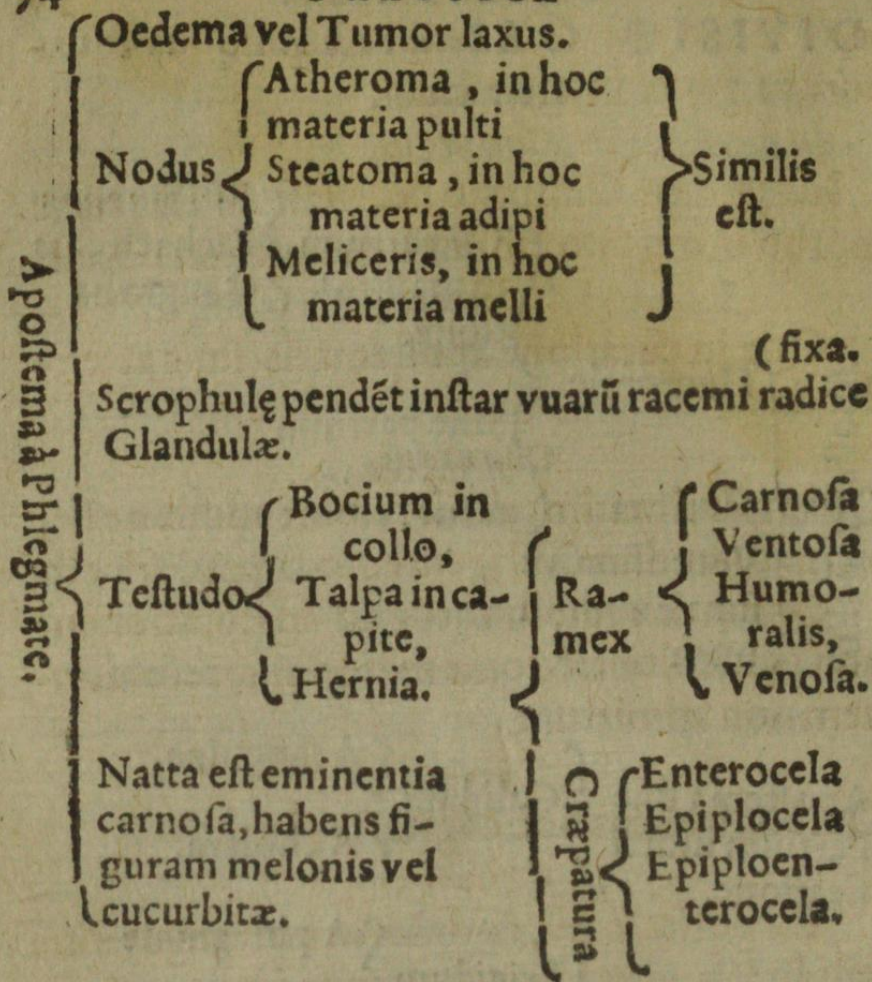 Oedema vel Tumor laxus.
Nodus
Atheroma , in hoc
materia pulti
Steatoma , in hoc
materia adipi
Meliceris, in hoc
materia melli
Similis
eſt.
(fixa.
Scrophulę pendét inſtar vuarũ racemi radice
Glandulæ.
Apoſtema à Phlegmate.
Teſtudo
Bocium in
collo,
Talpa in ca-
pite,
Hernia.
Ra-
mex
Carnoſa
Ventoſa
Humo-
ralis,
Venoſa.
Natta eſt eminentia
carnoſa, habens fi-
guram melonis vel
cucurbitæ.
Cræpatura
Enterocela
Epiplocela
Epiploen-
terocela.